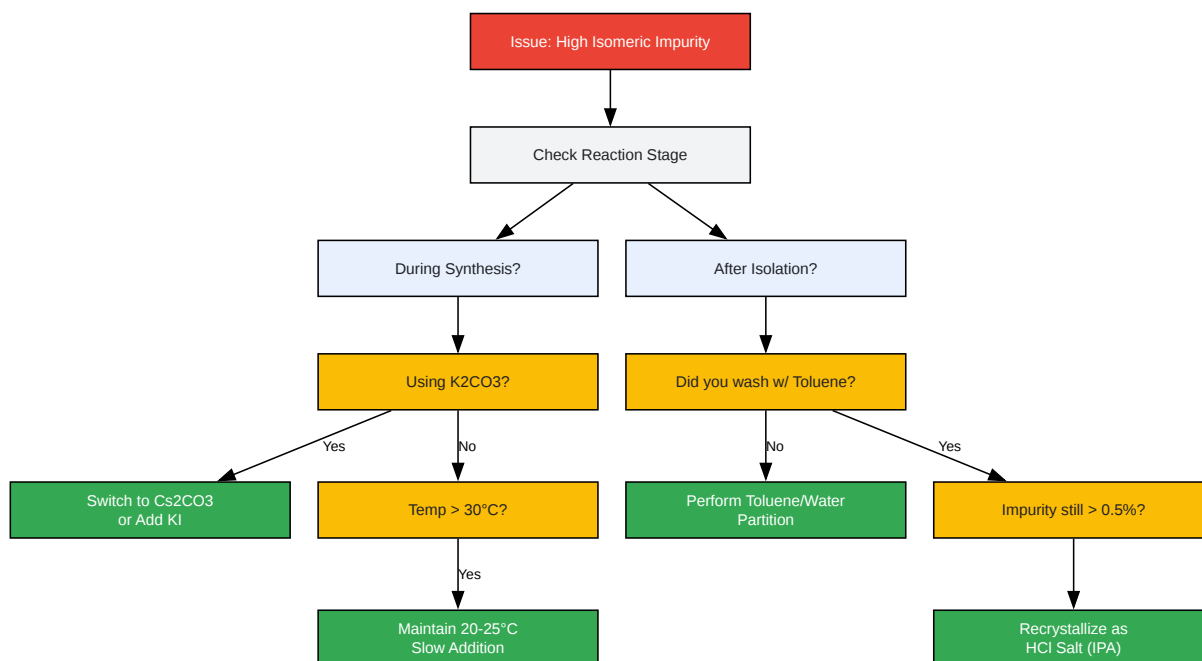 Issue: High Isomeric Impurity
Check Reaction Stage
During Synthesis?
After Isolation?
Using K2CO3?
Did you wash w/ Toluene?
Yes
No
No
Yes
Switch to Cs2CO3
or Add KI
Temp > 30°C?
Perform Toluene/Water
Partition
Impurity still > 0.5%?
Yes
Maintain 20-25°C
Slow Addition
Recrystallize as
HCl Salt (IPA)